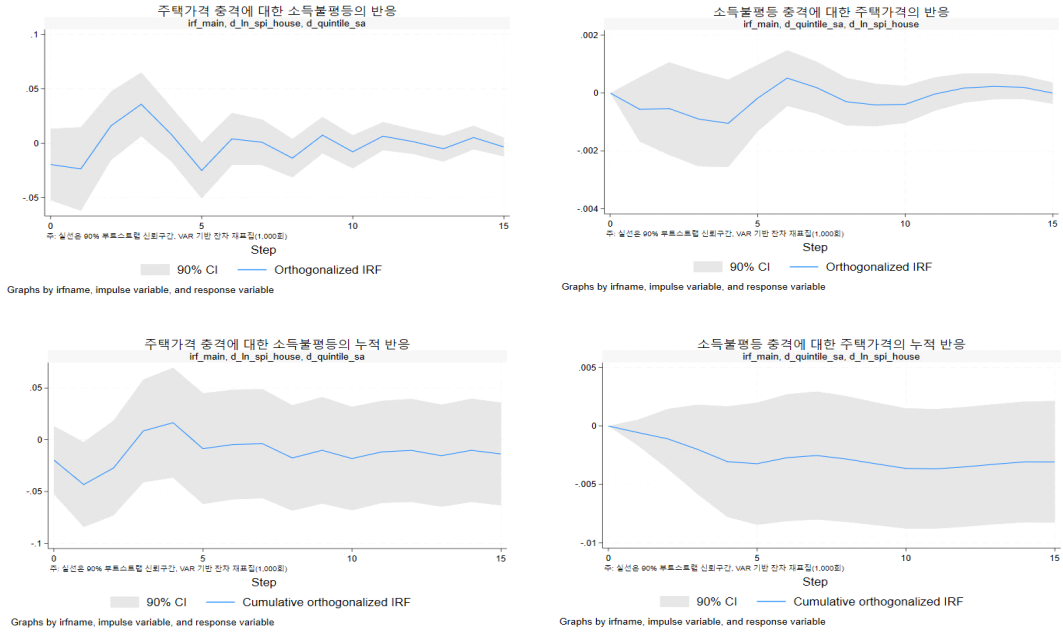 주택가격 충격에 대한 소득불평등의 반응
irf_main, d_ln_spi_house, d_quintile_sa
.1
.05
0
-.05
0
5
10
15
주: 실선은 90% 부트스트랩 신뢰구간, VAR 기반 잔차 재표집(1,000회)
Step
90% CI
Orthogonalized IRF
Graphs by irfname, impulse variable, and response variable
소득불평등 충격에 대한 주택가격의 반응
irf_main, d_quintile_sa, d_ln_spi_house
.002
0
-.002
-.004
0
5
10
15
주: 실선은 90% 부트스트랩 신뢰구간, VAR 기반 잔차 재표집(1,000회)
Step
90% CI
Orthogonalized IRF
Graphs by irfname, impulse variable, and response variable
주택가격 충격에 대한 소득불평등의 누적 반응
irf_main, d_ln_spi_house, d_quintile_sa
.05
0
-.05
-.1
0
5
10
15
주: 실선은 90% 부트스트랩 신뢰구간, VAR 기반 잔차 재표집(1,000회)
Step
90% CI
Cumulative orthogonalized IRF
Graphs by irfname, impulse variable, and response variable
소득불평등 충격에 대한 주택가격의 누적 반응
irf_main, d_quintile_sa, d_ln_spi_house
.005
0
-.005
-.01
0
5
10
15
주: 실선은 90% 부트스트랩 신뢰구간, VAR 기반 잔차 재표집(1,000회)
Step
90% CI
Cumulative orthogonalized IRF
Graphs by irfname, impulse variable, and response variable